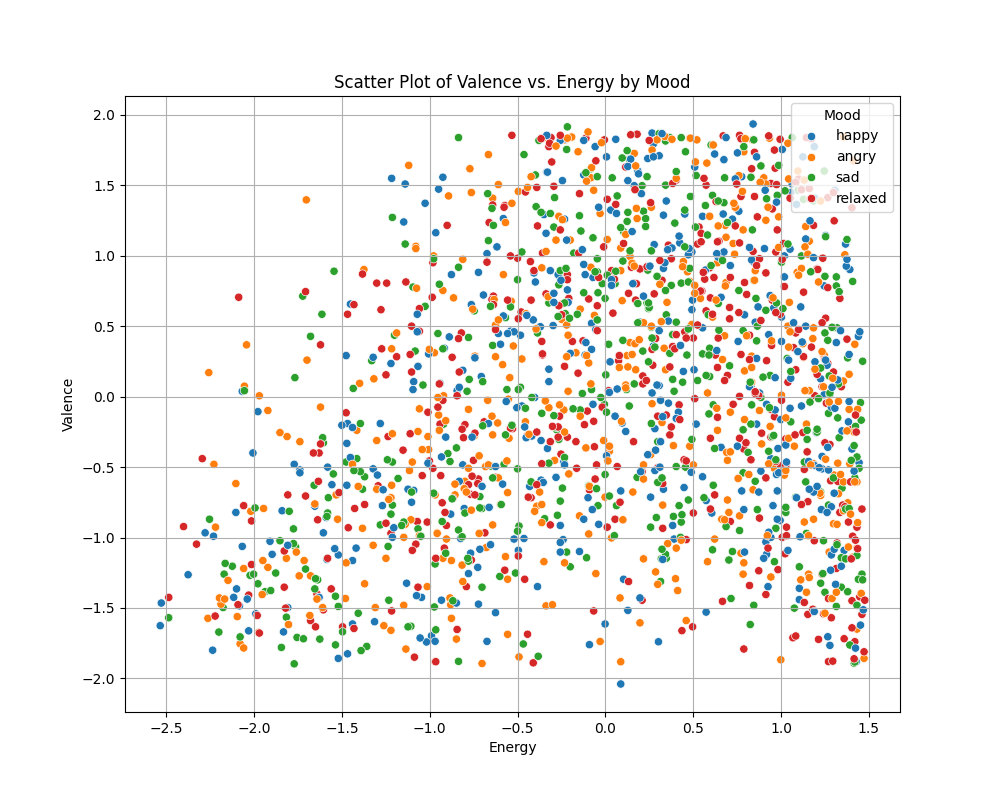 Scatter Plot of Valence vs. Energy by Mood
Mood
happy
angry
sad
relaxed
2.0
1.5
1.0
0.5
0.0
−0.5
−1.0
−1.5
−2.0
Valence
−2.5
−2.0
−1.5
−1.0
−0.5
0.0
0.5
1.0
1.5
Energy